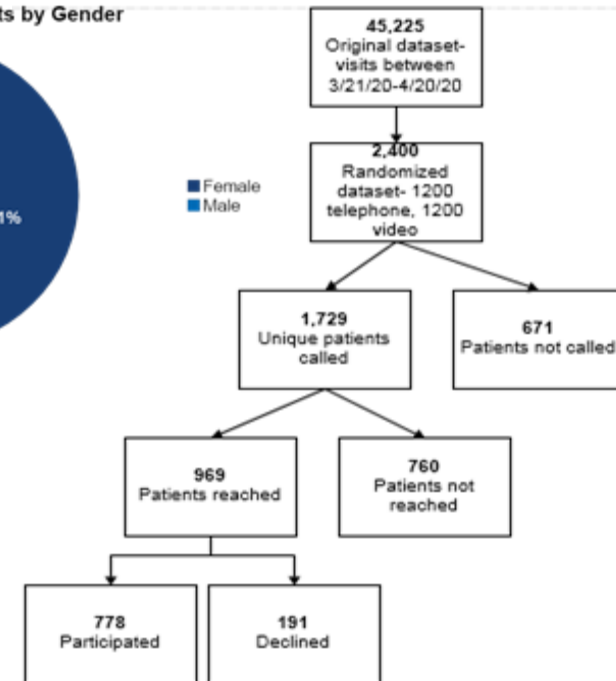 ts by Gender
45,225
Original dataset-
visits between
3/21/20-4/20/20
2,400
Randomized
dataset- 1200
telephone, 1200
video
Female
Male
1%
1,729
Unique patients
called
671
Patients not called
969
Patients reached
760
Patients not
reached
778
Participated
191
Declined